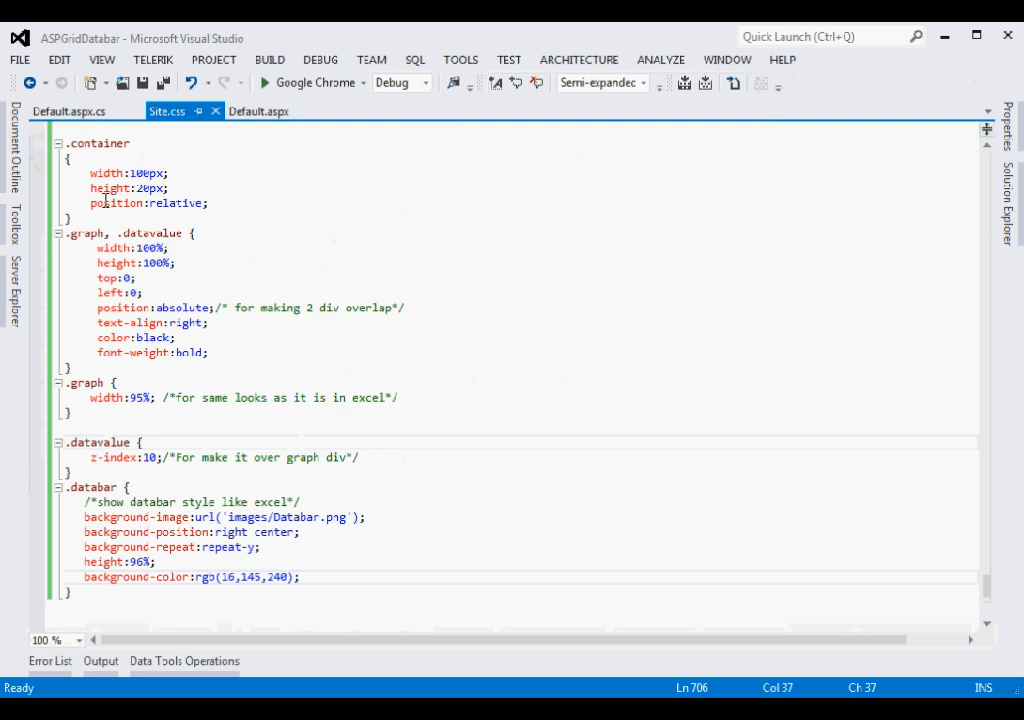 ASPGridDatabar - Microsoft Visual Studio
Quick Launch (Ctrl+Q)
FILE EDIT VIEW TELERIK PROJECT BUILD DEBUG TEAM SQL TOOLS TEST ARCHITECTURE ANALYZE WINDOW HELP
Google Chrome Debug Semi-expandec
Default.aspx.cs Site.css Default.aspx
Document Outline
Toolbox
Server Explorer
Properties
Solution Explorer
.container
{
width:100px;
height:20px;
position:relative;
}
.graph, .datavalue {
width:100%;
height:100%;
top:0;
left:0;
position:absolute;/* for making 2 div overlap*/
text-align:right;
color:black;
font-weight:bold;
}
.graph {
width:95%; /*for same looks as it is in excel*/
}
.datavalue {
z-index:10;/*For make it over graph div*/
}
.databar {
/*show databar style like excel*/
background-image:url('images/Databar.png');
background-position:right center;
background-repeat:repeat-y;
height:96%;
background-color:rgb(16,145,240);
}
100 %
Error List Output Data Tools Operations
Ready Ln 706 Col 37 Ch 37 INS